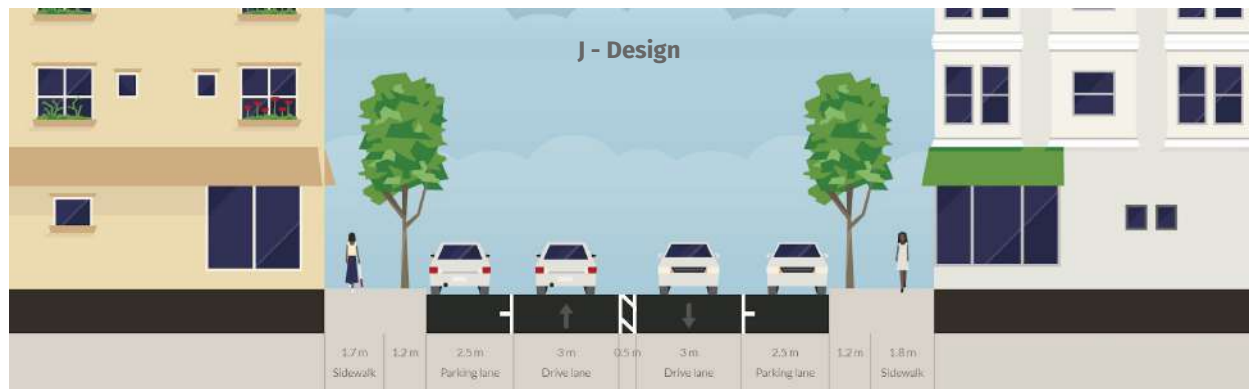 J - Design
1.7 m 1.2 m 2.5 m 3 m 0.5 m 3 m 2.5 m 1.2 m 1.8 m
Sidewalk Parking lane Drive lane Drive lane Parking lane Sidewalk